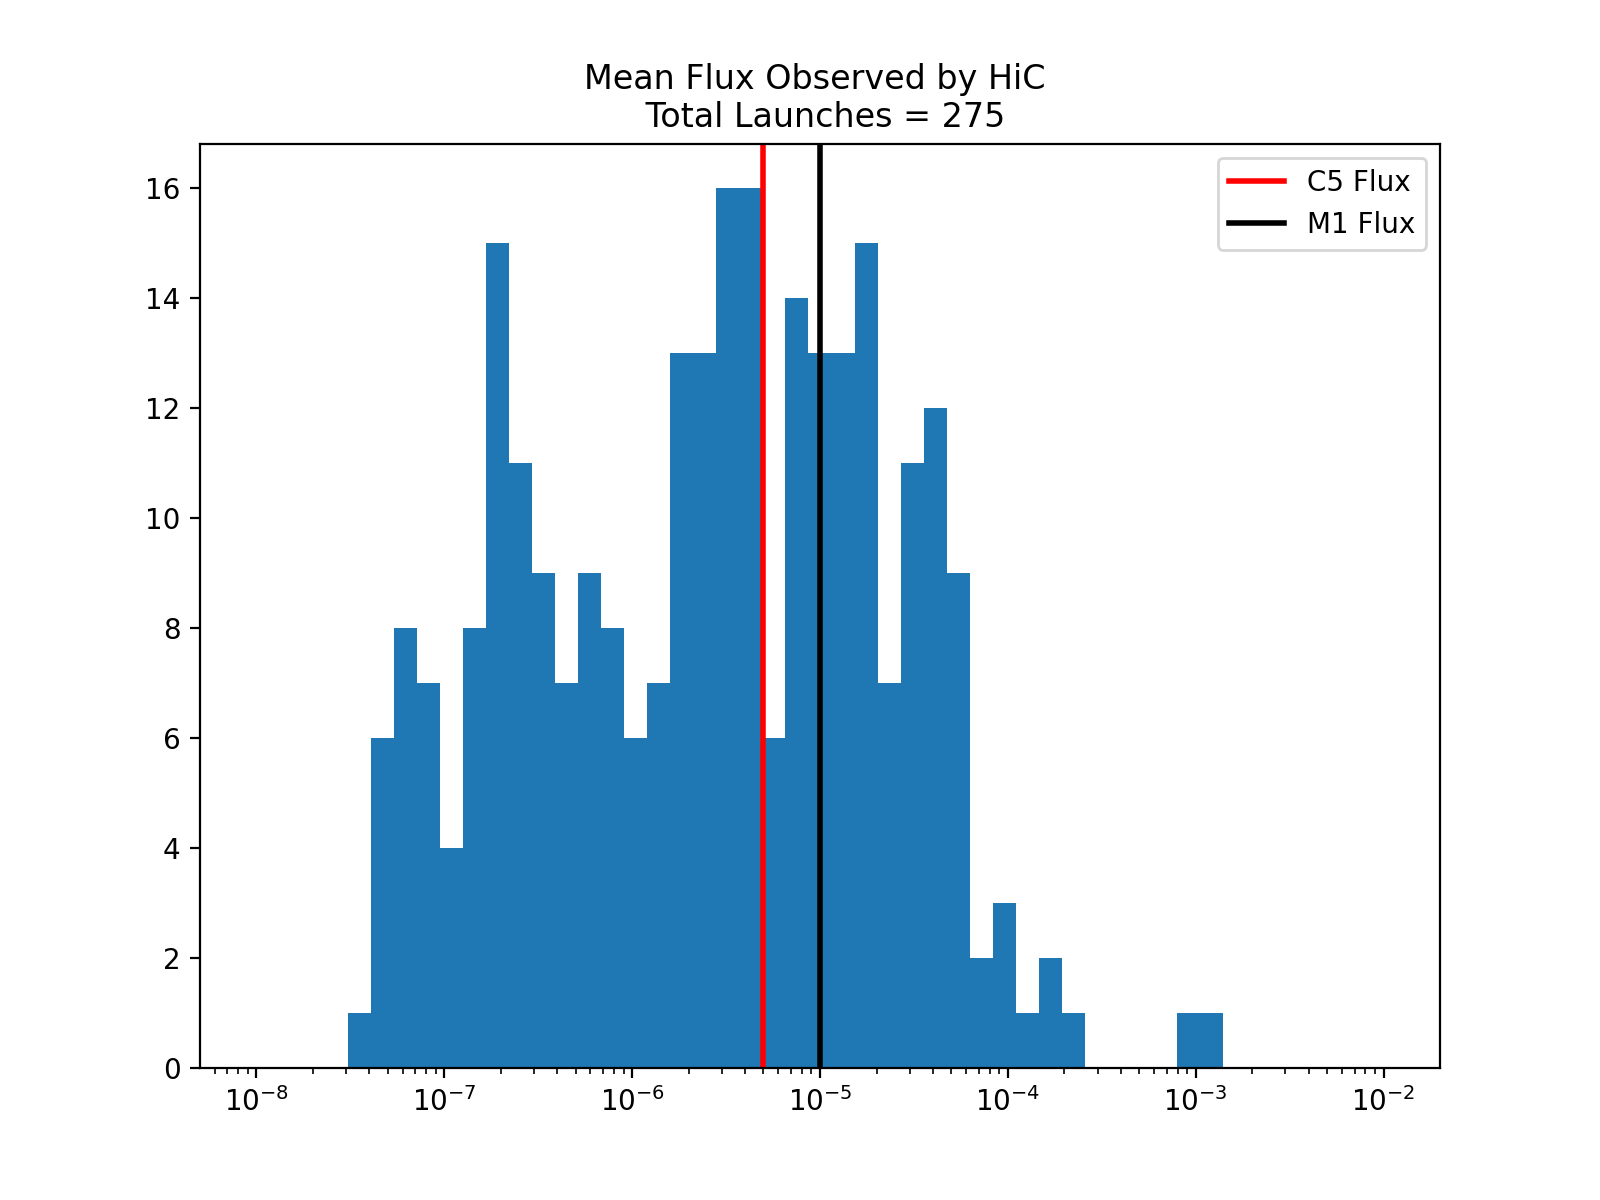 Mean Flux Observed by HiC
Total Launches = 275
C5 Flux
M1 Flux
16
14
12
10
8
6
4
2
0
10⁻⁸ 10⁻⁷ 10⁻⁶ 10⁻⁵ 10⁻⁴ 10⁻³ 10⁻²